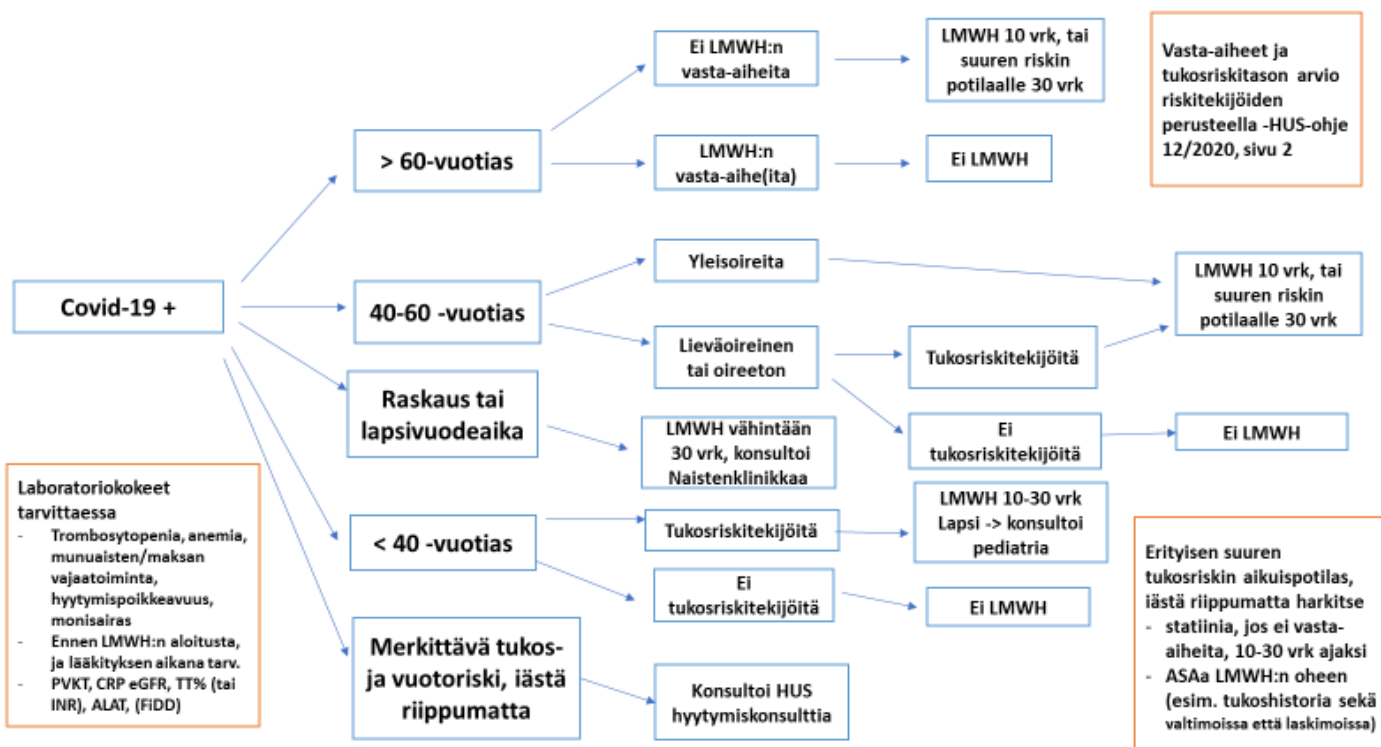 Covid-19 +
> 60-vuotias
Ei LMWH:n
vasta-aiheita
LMWH 10 vrk, tai
suuren riskin
potilaalle 30 vrk
LMWH:n
vasta-aihe(ita)
Ei LMWH
Vasta-aiheet ja
tukosriskitason arvio
riskitekijöiden
perusteella -HUS-ohje
12/2020, sivu 2
40-60 -vuotias
Yleisoireita
LMWH 10 vrk, tai
suuren riskin
potilaalle 30 vrk
Lieväoireinen
tai oireeton
Tukosriskitekijöitä
Ei
tukosriskitekijöitä
Ei LMWH
Raskaus tai
lapsivuodeaika
LMWH vähintään
30 vrk, konsultoi
Naistenklinikkaa
< 40 -vuotias
Tukosriskitekijöitä
LMWH 10-30 vrk
Lapsi -> konsultoi
pediatria
Ei
tukosriskitekijöitä
Ei LMWH
Merkittävä tukos-
ja vuotoriski, iästä
riippumatta
Konsultoi HUS
hyytymiskonsulttia
Laboratoriokokeet
tarvittaessa
- Trombosytopenia, anemia,
munuaisten/maksan
vajaatoiminta,
hyytymispoikkeavuus,
monisairas
- Ennen LMWH:n aloitusta,
ja lääkityksen aikana tarv.
- PVKT, CRP eGFR, TT% (tai
INR), ALAT, (FiDD)
Erityisen suuren
tukosriskin aikuispotilas,
iästä riippumatta harkitse
- statiinia, jos ei vasta-
aiheita, 10-30 vrk ajaksi
- ASAa LMWH:n oheen
(esim. tukoshistoria sekä
valtimoissa että laskimoissa)